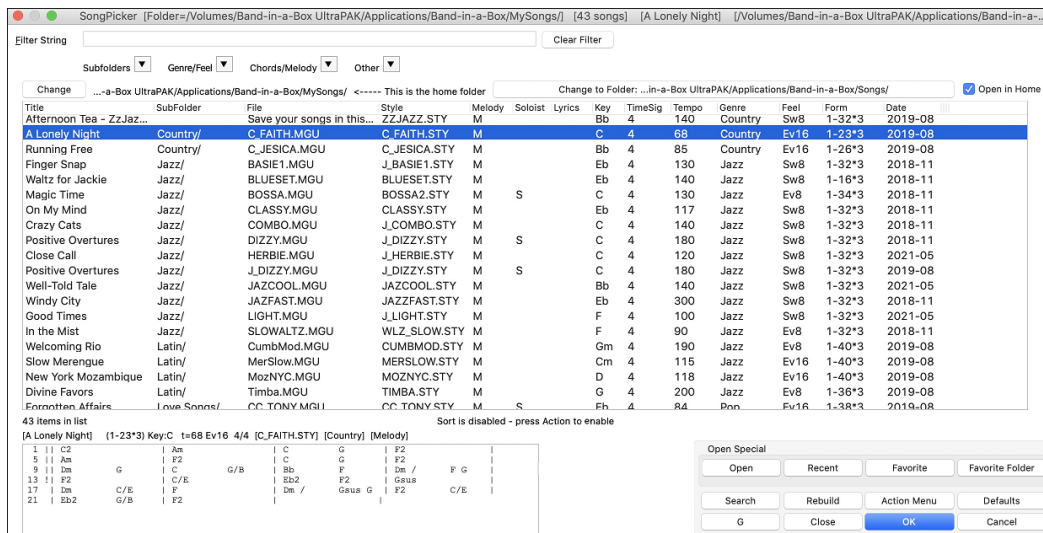 SongPicker [Folder=/Volumes/Band-in-a-Box UltraPAK/Applications/Band-in-a-Box/MySongs/] [43 songs] [A Lonely Night] [/Volumes/Band-in-a-Box UltraPAK/Applications/Band-in-a-...
Filter String Clear Filter
Subfolders ▼ Genre/Feel ▼ Chords/Melody ▼ Other ▼
Change ...-a-Box UltraPAK/Applications/Band-in-a-Box/MySongs/ <----- This is the home folder Change to Folder: ...in-a-Box UltraPAK/Applications/Band-in-a-Box/Songs/ Open in Home
Title SubFolder File Style Melody Soloist Lyrics Key TimeSig Tempo Genre Feel Form Date
Afternoon Tea - ZzJaz... Save your songs in this... ZZJAZZ.STY M Bb 4 140 Country Sw8 1-32*3 2019-08
A Lonely Night Country/ C_FAITH.MGU C_FAITH.STY M C 4 68 Country Ev16 1-23*3 2019-08
Running Free Country/ C_JESICA.MGU C_JESICA.STY M Bb 4 85 Country Ev16 1-26*3 2019-08
Finger Snap Jazz/ BASIE1.MGU J_BASIE1.STY M Eb 4 130 Jazz Sw8 1-32*3 2018-11
Waltz for Jackie Jazz/ BLUESET.MGU BLUESET.STY M Eb 4 140 Jazz Sw8 1-16*3 2018-11
Magic Time Jazz/ BOSSA.MGU BOSSA2.STY M S C 4 130 Jazz Ev8 1-34*3 2018-11
On My Mind Jazz/ CLASSY.MGU CLASSY.STY M Eb 4 117 Jazz Sw8 1-32*3 2018-11
Crazy Cats Jazz/ COMBO.MGU J_COMBO.STY M C 4 140 Jazz Sw8 1-32*3 2018-11
Positive Overtures Jazz/ DIZZY.MGU J_DIZZY.STY M S C 4 180 Jazz Sw8 1-32*3 2018-11
Close Call Jazz/ HERBIE.MGU J_HERBIE.STY M C 4 120 Jazz Sw8 1-32*3 2021-05
Positive Overtures Jazz/ J_DIZZY.MGU J_DIZZY.STY M S C 4 180 Jazz Sw8 1-32*3 2019-08
Well-Told Tale Jazz/ JAZCOOL.MGU JAZCOOL.STY M Bb 4 140 Jazz Sw8 1-32*3 2021-05
Windy City Jazz/ JAZFAST.MGU JAZZFAST.STY M Eb 4 300 Jazz Sw8 1-32*3 2018-11
Good Times Jazz/ LIGHT.MGU J_LIGHT.STY M F 4 100 Jazz Sw8 1-32*3 2021-05
In the Mist Jazz/ SLOWALTZ.MGU WLZ_SLOW.STY M F 4 90 Jazz Ev8 1-32*3 2018-11
Welcoming Rio Latin/ CumbMod.MGU CUMBMOD.STY M Gm 4 190 Jazz Ev8 1-40*3 2019-08
Slow Merengue Latin/ MerSlow.MGU MERSLOW.STY M Cm 4 115 Jazz Ev16 1-40*3 2019-08
New York Mozambique Latin/ MozNYC.MGU MOZNYC.STY M D 4 118 Jazz Ev16 1-40*3 2019-08
Divine Favors Latin/ Timba.MGU TIMBA.STY M G 4 200 Jazz Ev8 1-36*3 2019-08
Forgotten Affairs Love Songs/ CC_TONY.MGU CC_TONY.STY M S Eb 4 84 Pop Ev16 1-38*3 2019-08
43 items in list Sort is disabled - press Action to enable
[A Lonely Night] (1-23*3) Key:C t=68 Ev16 4/4 [C_FAITH.STY] [Country] [Melody]
1 || C2 | Am | C G | F2 |
5 || Am | F2 | C G | F2 |
9 || Dm G | C G/B | Bb F | Dm / F G |
13 !| F2 | C/E | Eb2 F2 | Gsus |
17 | Dm C/E | F | Dm / Gsus G | F2 C/E |
21 | Eb2 G/B | F2 | |
Open Special
Open Recent Favorite Favorite Folder
Search Rebuild Action Menu Defaults
G Close OK Cancel